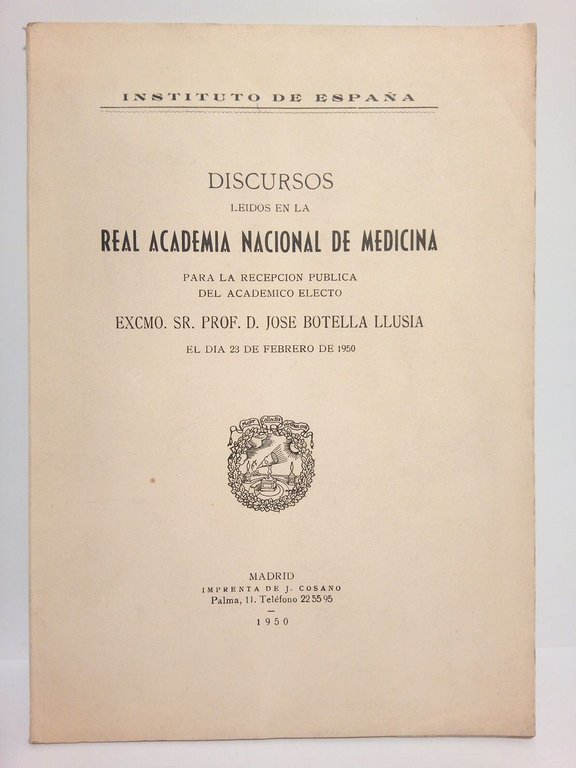 INSTITUTO DE ESPAÑA
DISCURSOS
LEIDOS EN LA
REAL ACADEMIA NACIONAL DE MEDICINA
PARA LA RECEPCION PUBLICA
DEL ACADEMICO ELECTO
EXCMO. SR. PROF. D. JOSE BOTELLA LLUSIA
EL DIA 23 DE FEBRERO DE 1950
MADRID
IMPRENTA DE J. COSANO
Palma, 11. Teléfono 22 55 95
1950